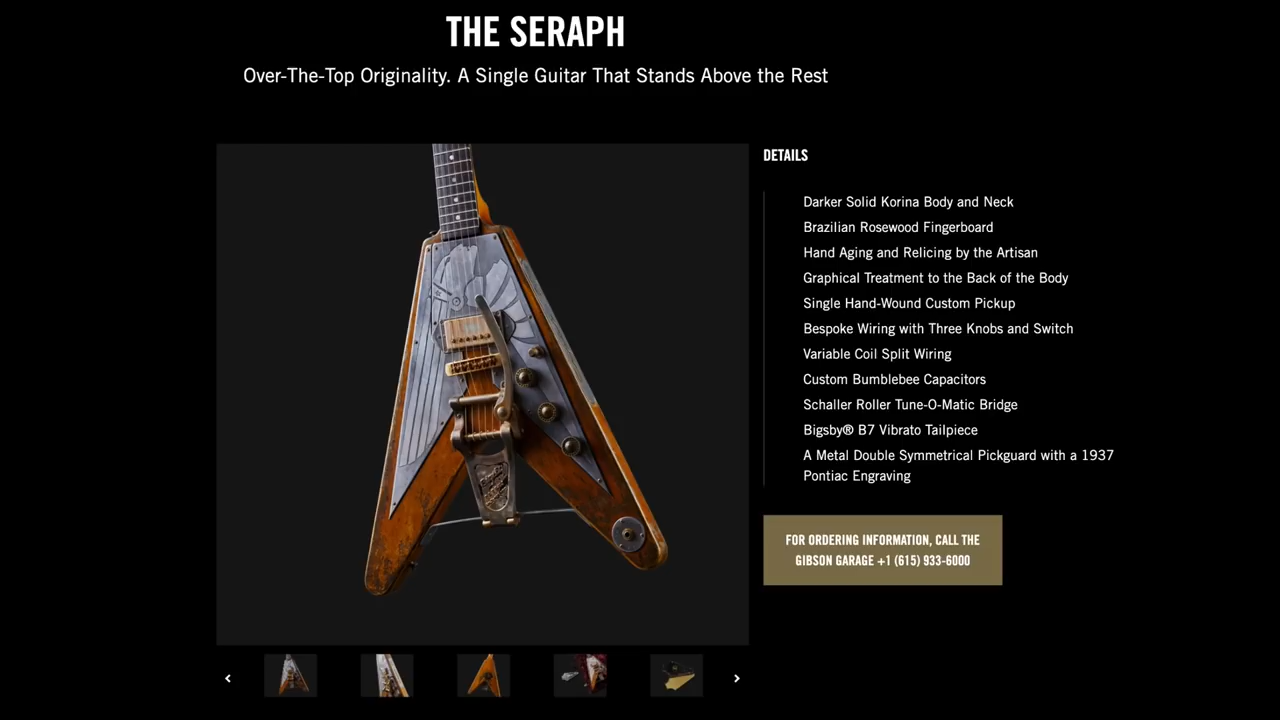 THE SERAPH
Over-The-Top Originality. A Single Guitar That Stands Above the Rest
DETAILS
Darker Solid Korina Body and Neck
Brazilian Rosewood Fingerboard
Hand Aging and Relicing by the Artisan
Graphical Treatment to the Back of the Body
Single Hand-Wound Custom Pickup
Bespoke Wiring with Three Knobs and Switch
Variable Coil Split Wiring
Custom Bumblebee Capacitors
Schaller Roller Tune-O-Matic Bridge
Bigsby® B7 Vibrato Tailpiece
A Metal Double Symmetrical Pickguard with a 1937
Pontiac Engraving
FOR ORDERING INFORMATION, CALL THE
GIBSON GARAGE +1 (615) 933-6000